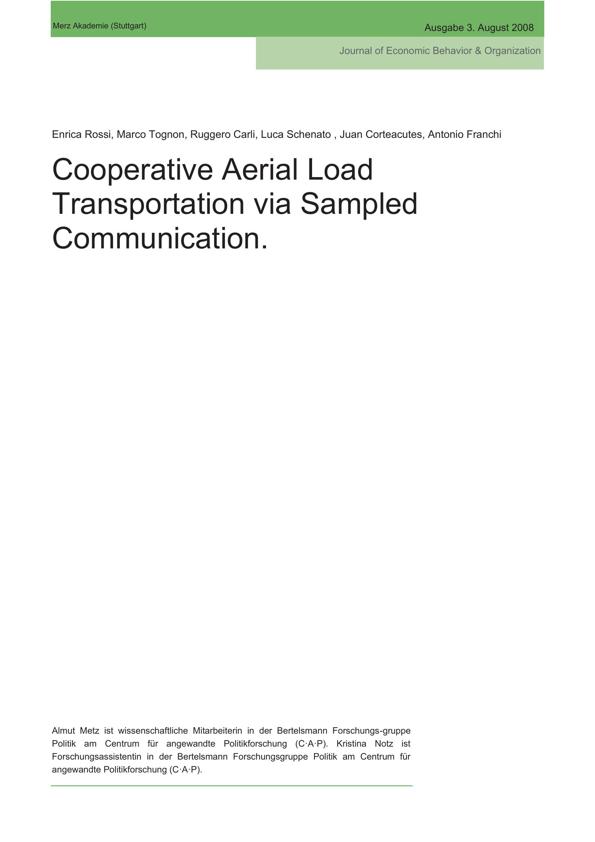 Merz Akademie (Stuttgart)
Ausgabe 3. August 2008
Journal of Economic Behavior & Organization
Enrica Rossi, Marco Tognon, Ruggero Carli, Luca Schenato , Juan Corteacutes, Antonio Franchi
Cooperative Aerial Load
Transportation via Sampled
Communication.
Almut Metz ist wissenschaftliche Mitarbeiterin in der Bertelsmann Forschungs-gruppe
Politik am Centrum für angewandte Politikforschung (C·A·P). Kristina Notz ist
Forschungsassistentin in der Bertelsmann Forschungsgruppe Politik am Centrum für
angewandte Politikforschung (C·A·P).